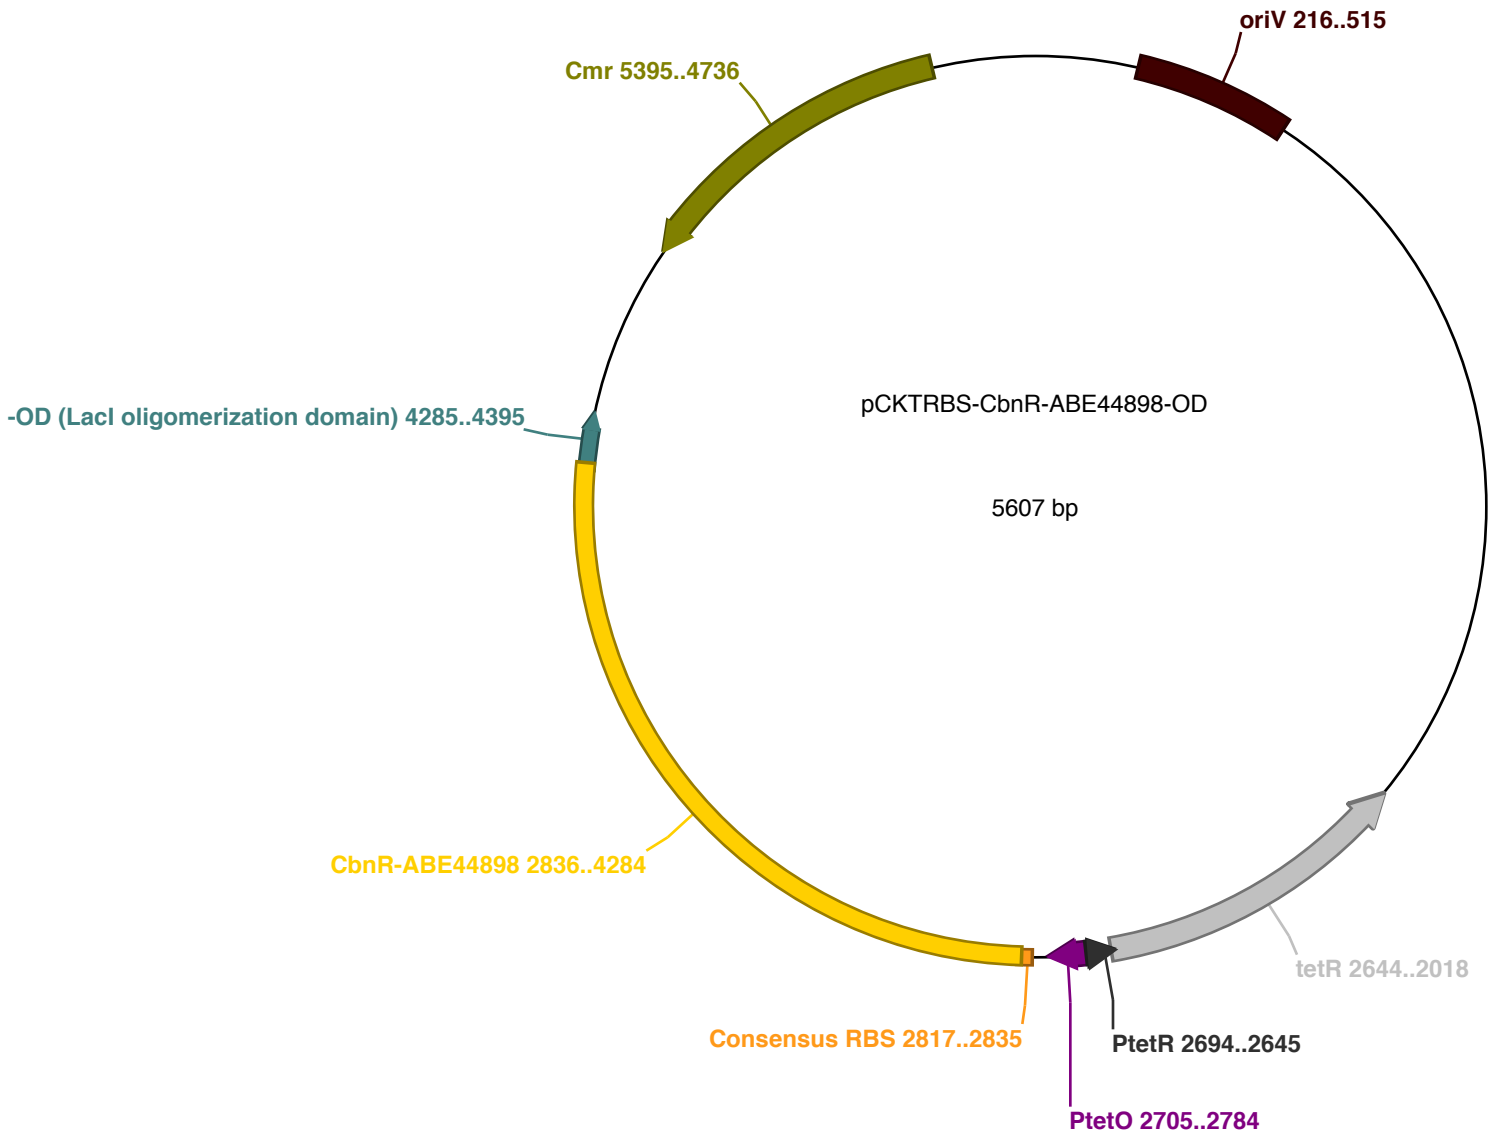 oriV 216..515
Cmr 5395..4736
pCKTRBS-CbnR-ABE44898-OD
-OD (LacI oligomerization domain) 4285..4395
5607 bp
CbnR-ABE44898 2836..4284
tetR 2644..2018
Consensus RBS 2817..2835
PtetR 2694..2645
PtetO 2705..2784